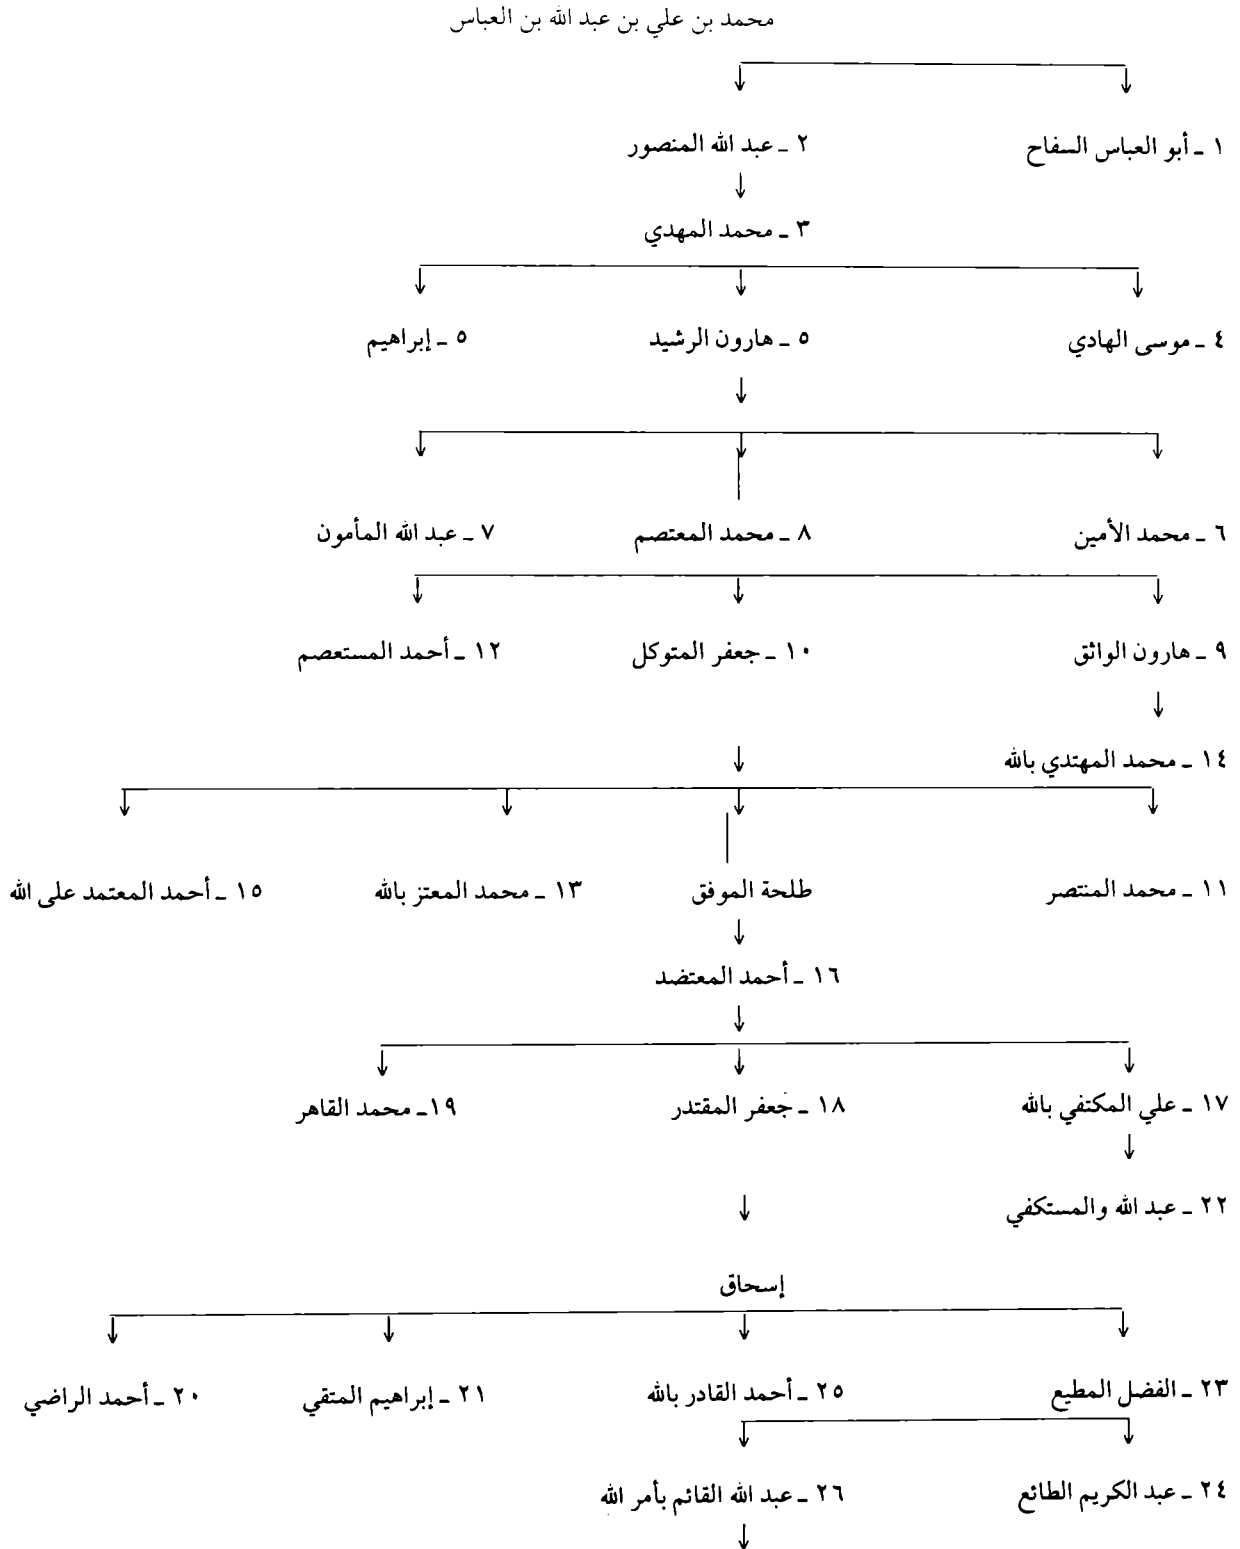 محمد بن علي بن عبد الله بن العباس
١ ـ أبو العباس السفاح ٢ ـ عبد الله المنصور
٣ ـ محمد المهدي
٤ ـ موسى الهادي ٥ ـ هارون الرشيد ٥ ـ إبراهيم
٦ ـ محمد الأمين ٨ ـ محمد المعتصم ٧ ـ عبد الله المأمون
٩ ـ هارون الواثق ١٠ ـ جعفر المتوكل ١٢ ـ أحمد المستعصم
١٤ ـ محمد المهتدي بالله
١١ ـ محمد المنتصر طلحة الموفق ١٣ ـ محمد المعتز بالله ١٥ ـ أحمد المعتمد على الله
١٦ ـ أحمد المعتضد
١٧ ـ علي المكتفي بالله ١٨ ـ جعفر المقتدر ١٩ـ محمد القاهر
٢٢ ـ عبد الله والمستكفي
إسحاق
٢٣ ـ الفضل المطيع ٢٥ ـ أحمد القادر بالله ٢١ ـ إبراهيم المتقي ٢٠ ـ أحمد الراضي
٢٤ ـ عبد الكريم الطائع ٢٦ ـ عبد الله القائم بأمر الله